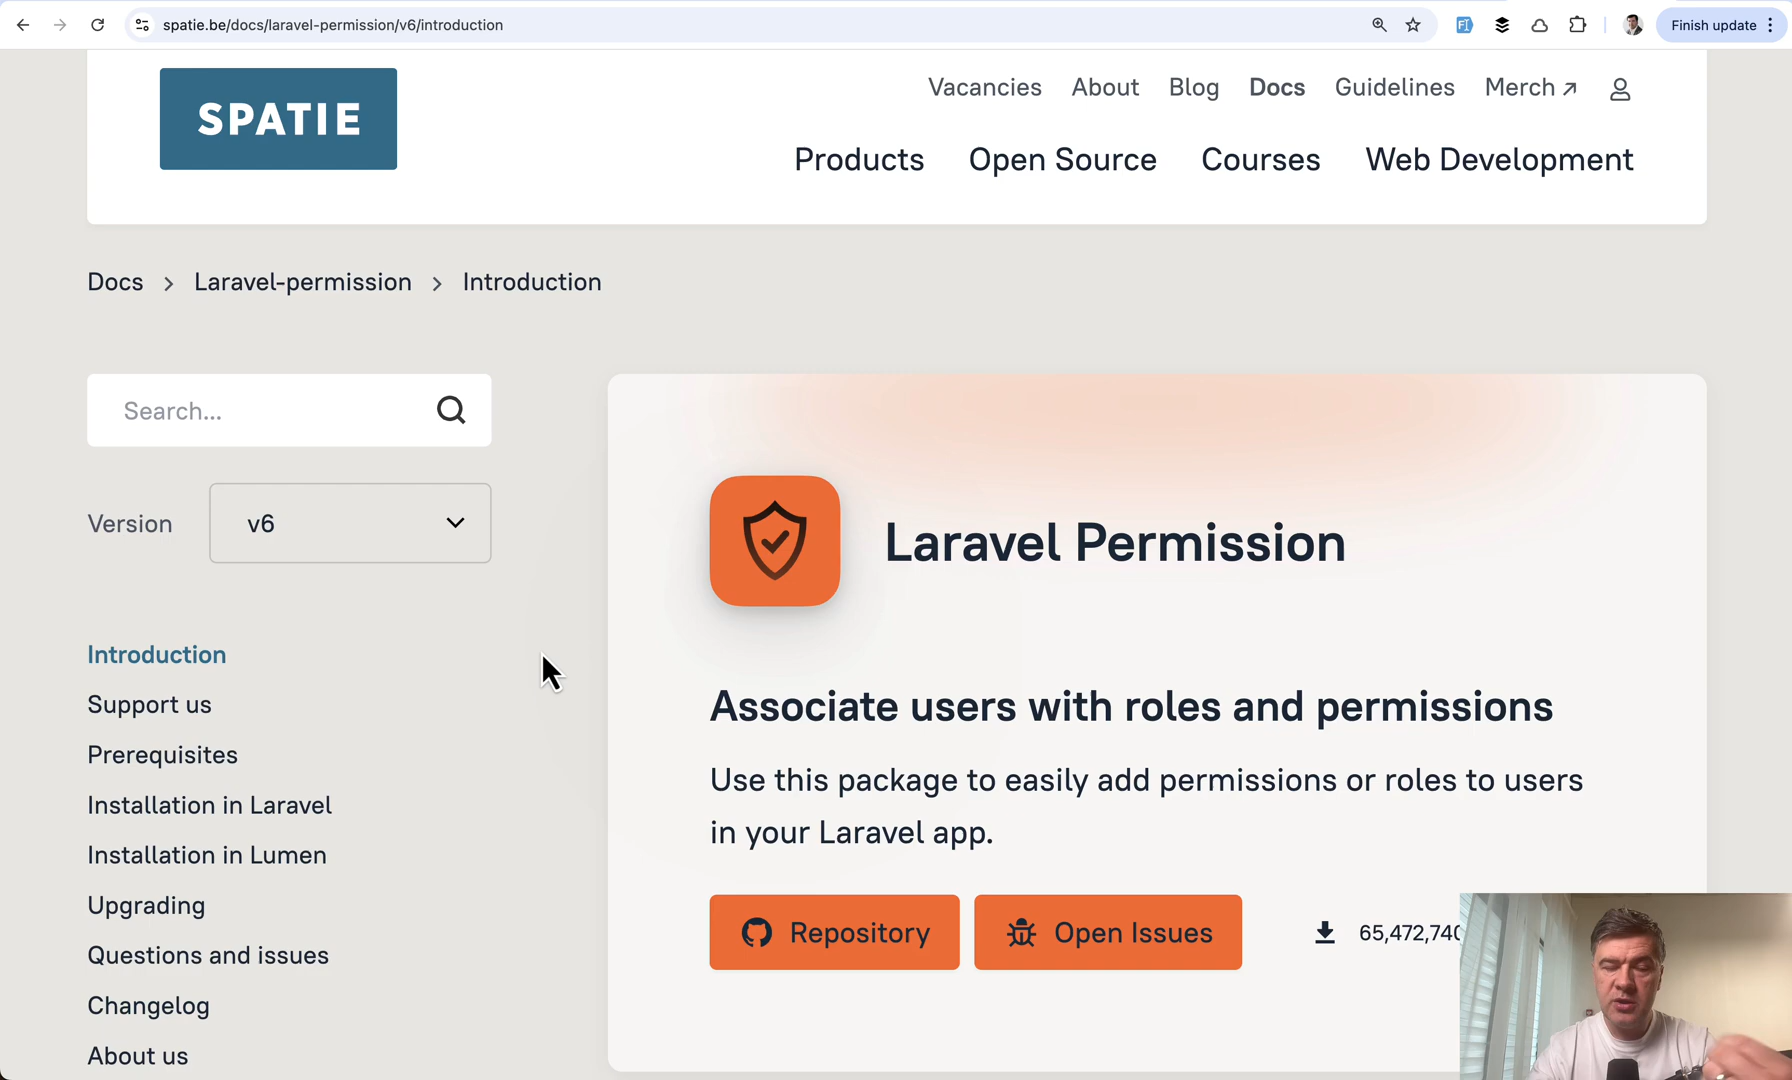 spatie.be/docs/laravel-permission/v6/introduction
Finish update
SPATIE
Vacancies About Blog Docs Guidelines Merch ↗
Products Open Source Courses Web Development
Docs > Laravel-permission > Introduction
Search...
Version v6
Introduction
Support us
Prerequisites
Installation in Laravel
Installation in Lumen
Upgrading
Questions and issues
Changelog
About us
Laravel Permission
Associate users with roles and permissions
Use this package to easily add permissions or roles to users
in your Laravel app.
Repository Open Issues 65,472,740